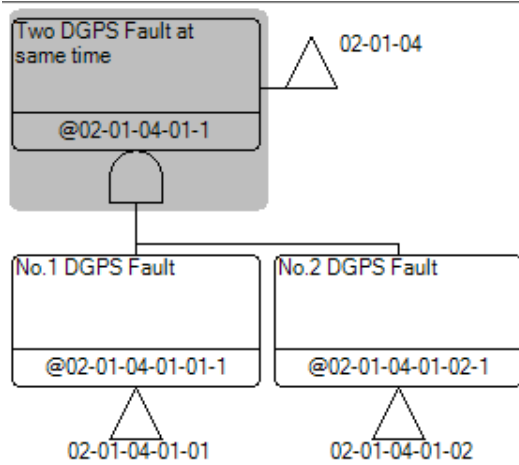 Two DGPS Fault at
same time
02-01-04
@02-01-04-01-1
No.1 DGPS Fault
No.2 DGPS Fault
@02-01-04-01-01-1
@02-01-04-01-02-1
02-01-04-01-01
02-01-04-01-02